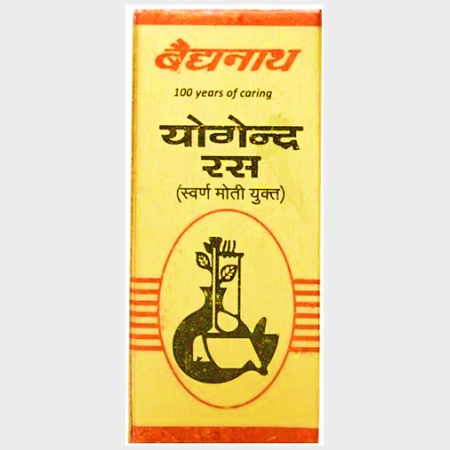 बैद्यनाथ
100 years of caring
योगेन्द्र
रस
(स्वर्ण मोती युक्त)